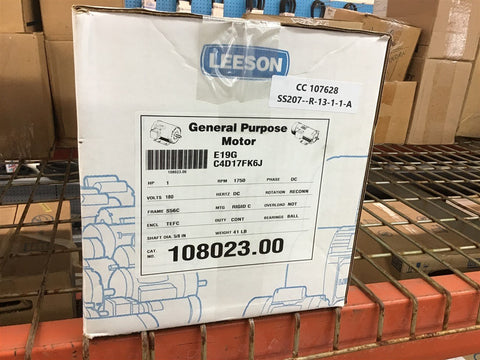 LEESON
CC 107628
SS207--R-13-1-1-A
General Purpose
Motor
E19G
C4D17FK6J
108023.00
HP 1 RPM 1750 PHASE DC
VOLTS 180 HERTZ DC ROTATION RECONN
FRAME SS6C MTG RIGID C OVERLOAD NOT
ENCL TEFC DUTY CONT BEARINGS BALL
SHAFT DIA 5/8 IN WEIGHT 41 LB
CAT. NO. 108023.00